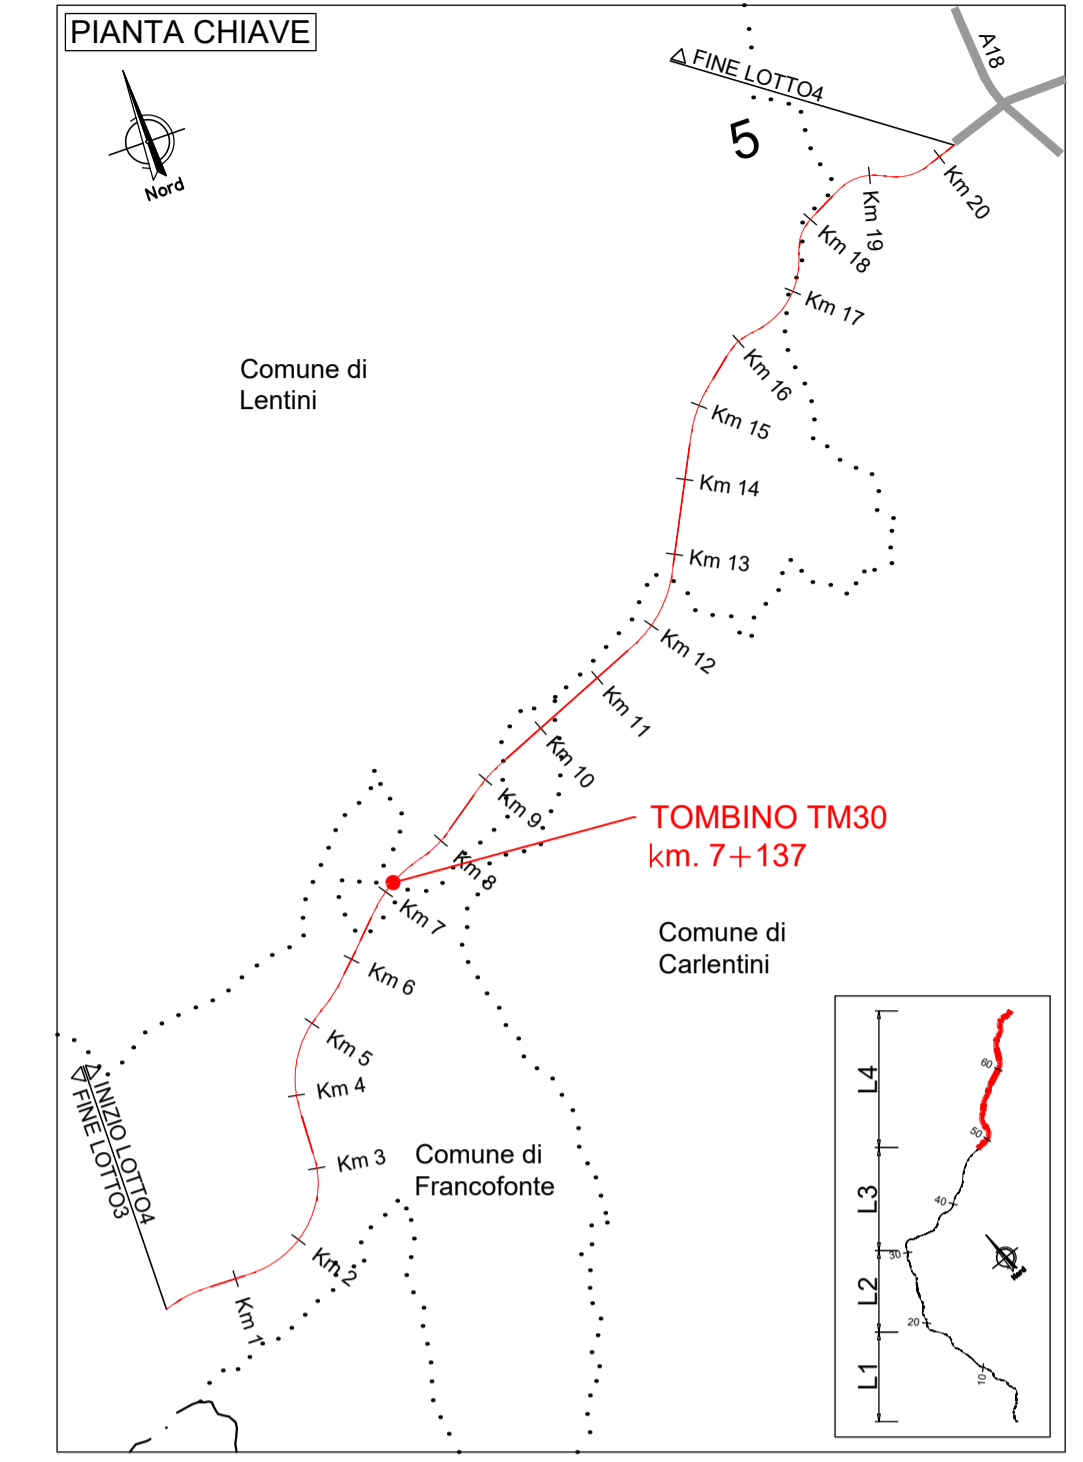 PIANTA CHIAVE
Nord
FINE LOTTO4
A18
5
Km 20
Km 19
Km 18
Km 17
Km 16
Km 15
Km 14
Km 13
Km 12
Km 11
Km 10
Km 9
Km 8
Km 7
Km 6
Km 5
Km 4
Km 3
Km 2
Km 1
Comune di
Lentini
TOMBINO TM30
km. 7+137
Comune di
Carlentini
Comune di
Francofonte
INIZIO LOTTO4
FINE LOTTO3
L4
L3
L2
L1
60
50
40
30
20
10
Nord